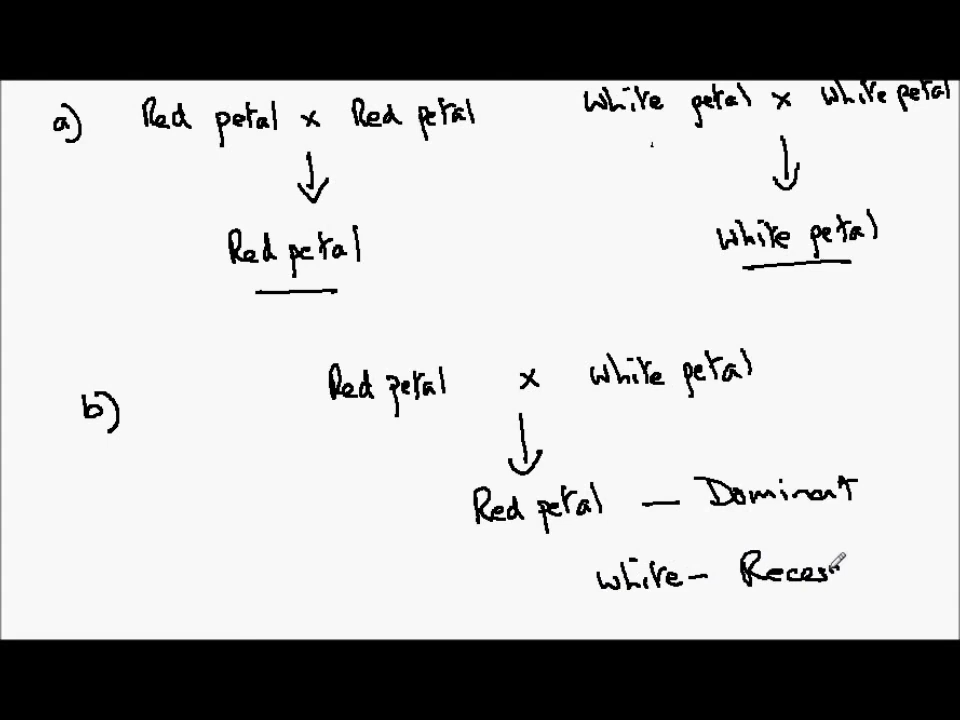 a) Red petal x Red petal white petal x white petal
Red petal white petal
b) Red petal x white petal
Red petal — Dominant
white - Recess